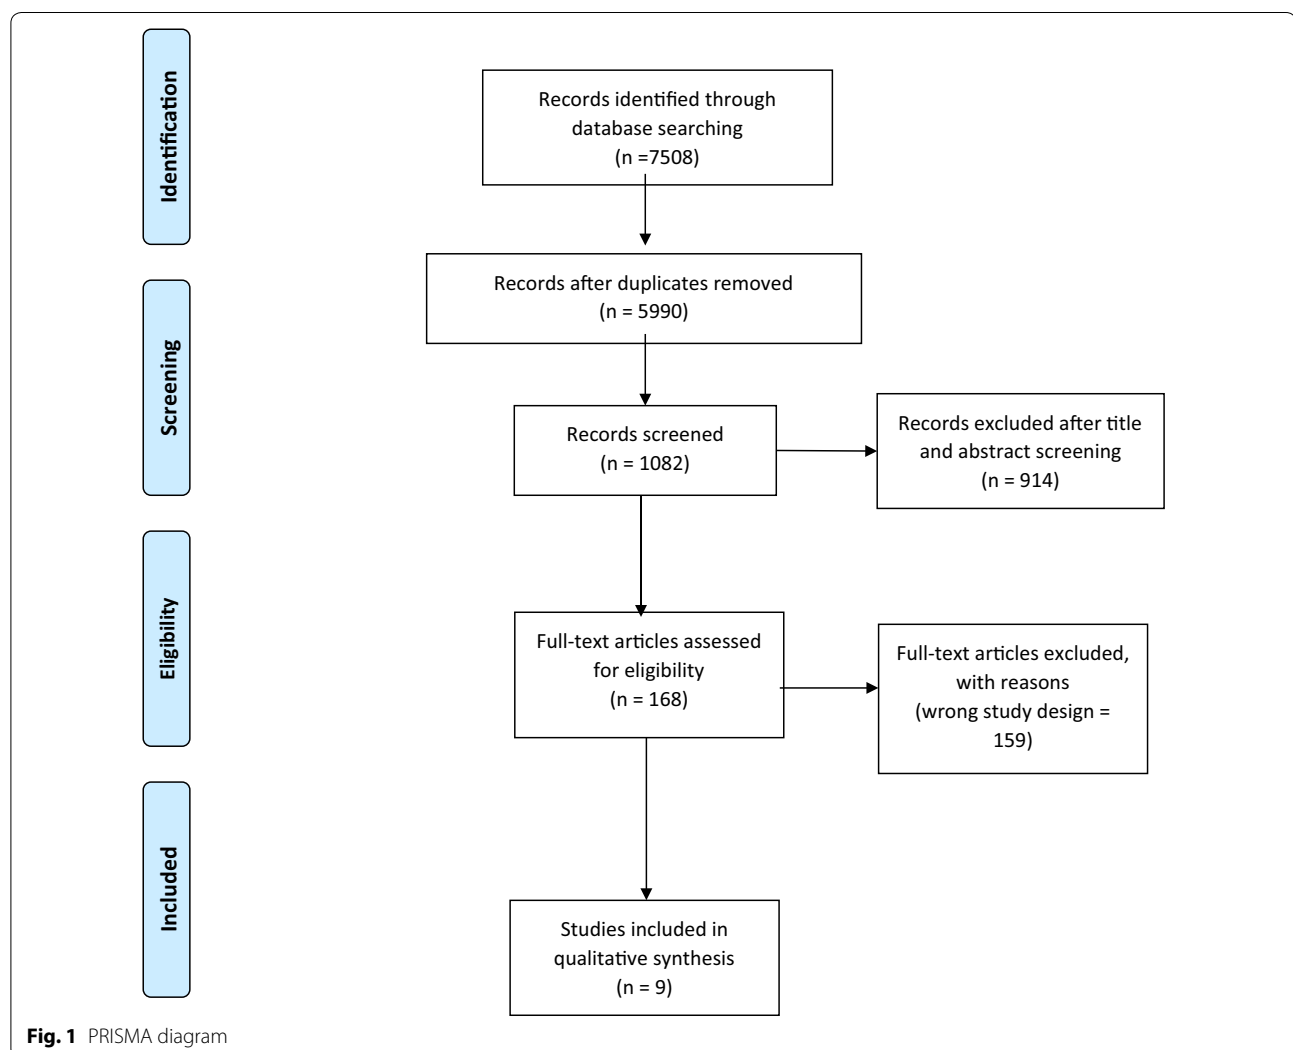 Identification
Records identified through
database searching
(n =7508)
Records after duplicates removed
(n = 5990)
Screening
Records screened
(n = 1082)
Records excluded after title
and abstract screening
(n = 914)
Eligibility
Full-text articles assessed
for eligibility
(n = 168)
Full-text articles excluded,
with reasons
(wrong study design =
159)
Included
Studies included in
qualitative synthesis
(n = 9)
Fig. 1 PRISMA diagram